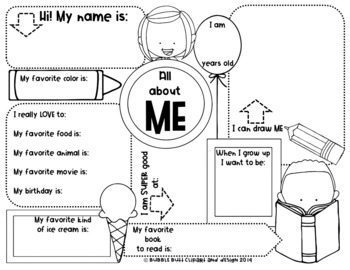 Hi! My name is:
I am
years old
My favorite color is:
All
about
ME
I really LOVE to:
My favorite food is:
My favorite animal is:
My favorite movie is:
My birthday is:
I can draw ME
When I grow up
I want to be:
I am SUPER good
at:
My favorite kind
of ice cream is:
My favorite
book
to read is:
© Bubbly Blue Clipart and Design 2014